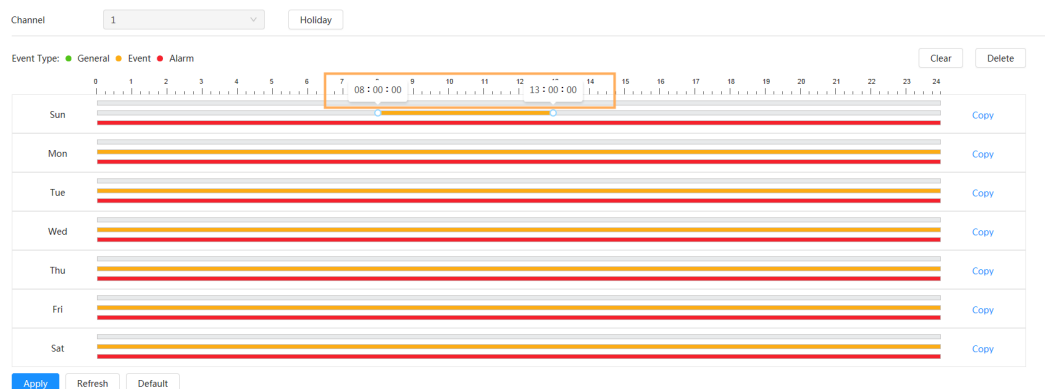 Channel 1 Holiday
Event Type: General Event Alarm Clear Delete
0 1 2 3 4 5 6 7 9 10 11 12 14 15 16 17 18 19 20 21 22 23 24
08:00:00 13:00:00
Sun Copy
Mon Copy
Tue Copy
Wed Copy
Thu Copy
Fri Copy
Sat Copy
Apply Refresh Default